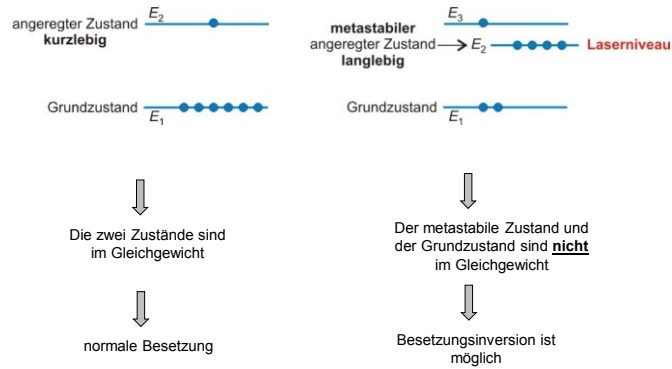 angeregter Zustand
kurzlebig
E2
Grundzustand
E1
Die zwei Zustände sind
im Gleichgewicht
normale Besetzung
E3
metastabiler
angeregter Zustand
langlebig
E2
Laserniveau
Grundzustand
E1
Der metastabile Zustand und
der Grundzustand sind nicht
im Gleichgewicht
Besetzungsinversion ist
möglich